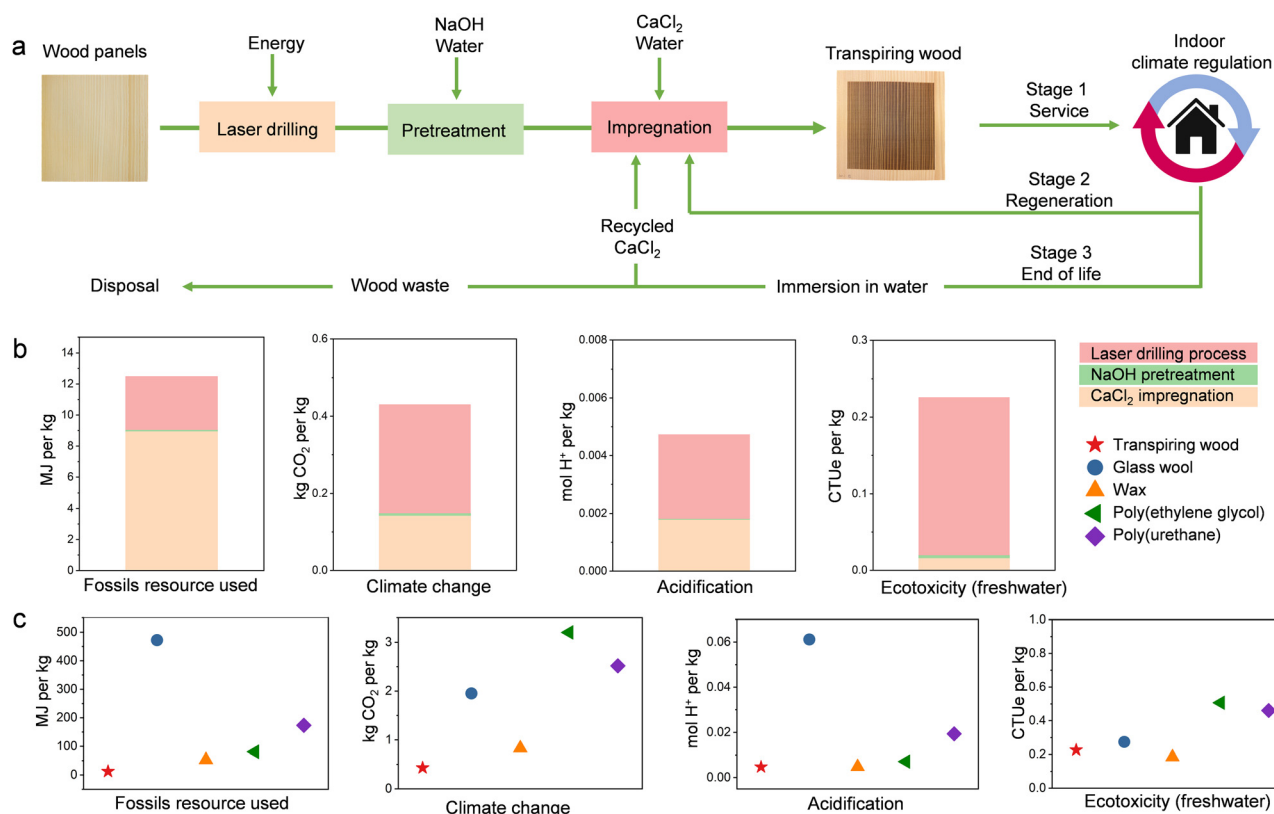 a
Wood panels
Energy
NaOH
Water
CaCl₂
Water
Transpiring wood
Indoor
climate regulation
Laser drilling
Pretreatment
Impregnation
Stage 1
Service
Stage 2
Regeneration
Recycled
CaCl₂
Stage 3
End of life
Disposal
Wood waste
Immersion in water
b
MJ per kg
14
12
10
8
6
4
2
0
Fossils resource used
kg CO₂ per kg
0.6
0.4
0.2
0.0
Climate change
mol H⁺ per kg
0.008
0.006
0.004
0.002
0.000
Acidification
CTUe per kg
0.3
0.2
0.1
0.0
Ecotoxicity (freshwater)
Laser drilling process
NaOH pretreatment
CaCl₂ impregnation
Transpiring wood
Glass wool
Wax
Poly(ethylene glycol)
Poly(urethane)
c
MJ per kg
500
400
300
200
100
0
Fossils resource used
kg CO₂ per kg
3
2
1
0
Climate change
mol H⁺ per kg
0.06
0.04
0.02
0.00
Acidification
CTUe per kg
1.0
0.8
0.6
0.4
0.2
0.0
Ecotoxicity (freshwater)